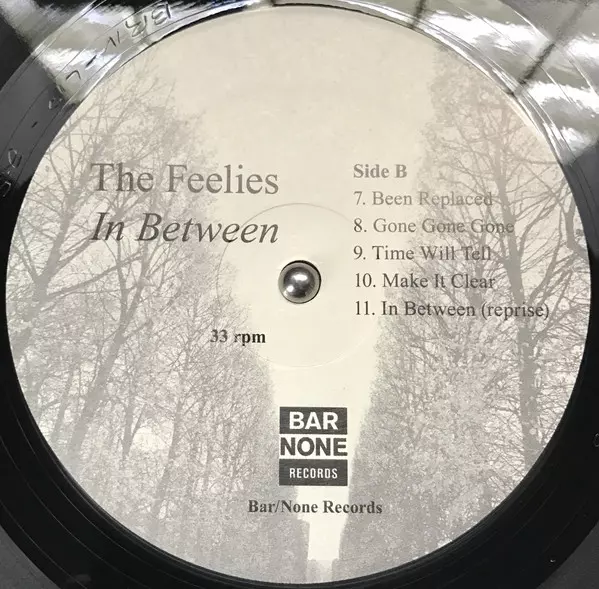 The Feelies
In Between
Side B
7. Been Replaced
8. Gone Gone Gone
9. Time Will Tell
10. Make It Clear
11. In Between (reprise)
33 rpm
BAR
NONE
RECORDS
Bar/None Records